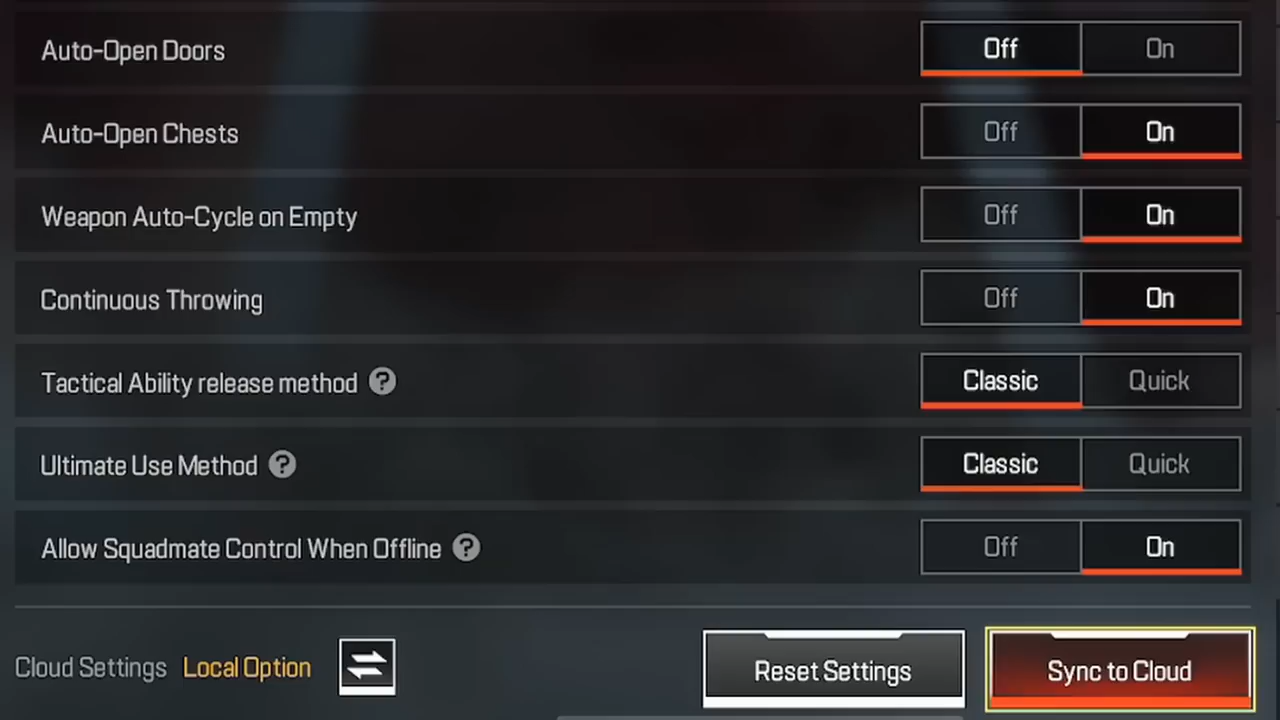 Auto-Open Doors Off On
Auto-Open Chests Off On
Weapon Auto-Cycle on Empty Off On
Continuous Throwing Off On
Tactical Ability release method ? Classic Quick
Ultimate Use Method ? Classic Quick
Allow Squadmate Control When Offline ? Off On
Cloud Settings Local Option Reset Settings Sync to Cloud